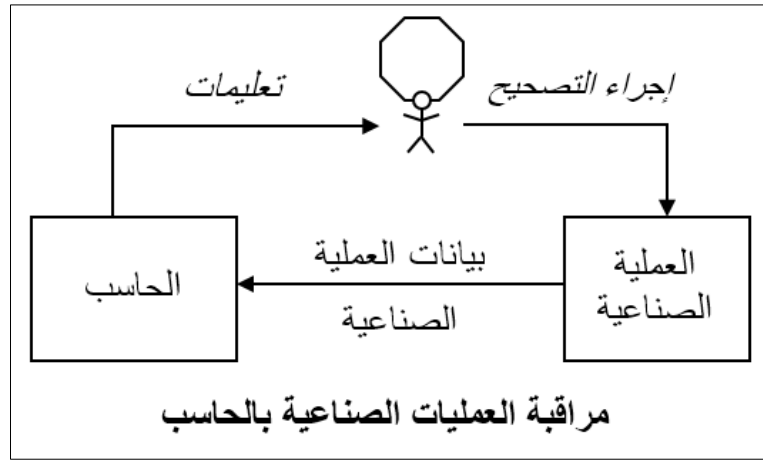 إجراء التصحيح
تعليمات
العملية
الصناعية
بيانات العملية
الصناعية
الحاسب
مراقبة العمليات الصناعية بالحاسب